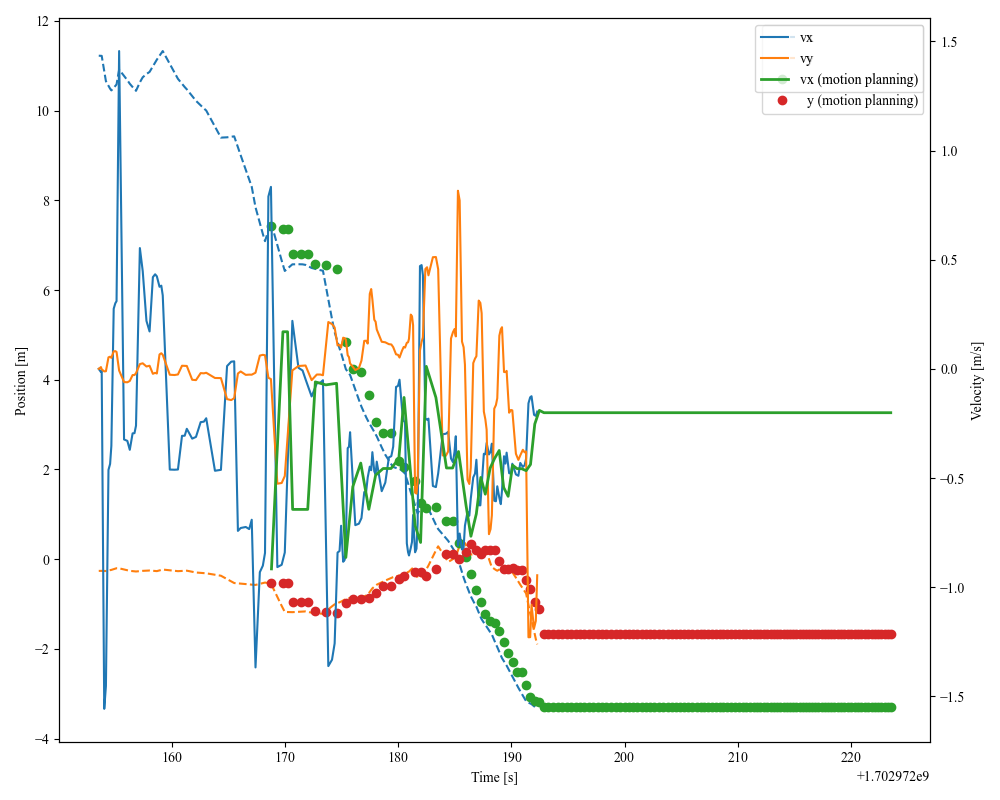 12
10
8
6
4
2
0
−2
−4
Position [m]
160
170
180
190
200
210
220
Time [s]
+1.702972e9
1.5
1.0
0.5
0.0
−0.5
−1.0
−1.5
Velocity [m/s]
vx
vy
vx (motion planning)
y (motion planning)